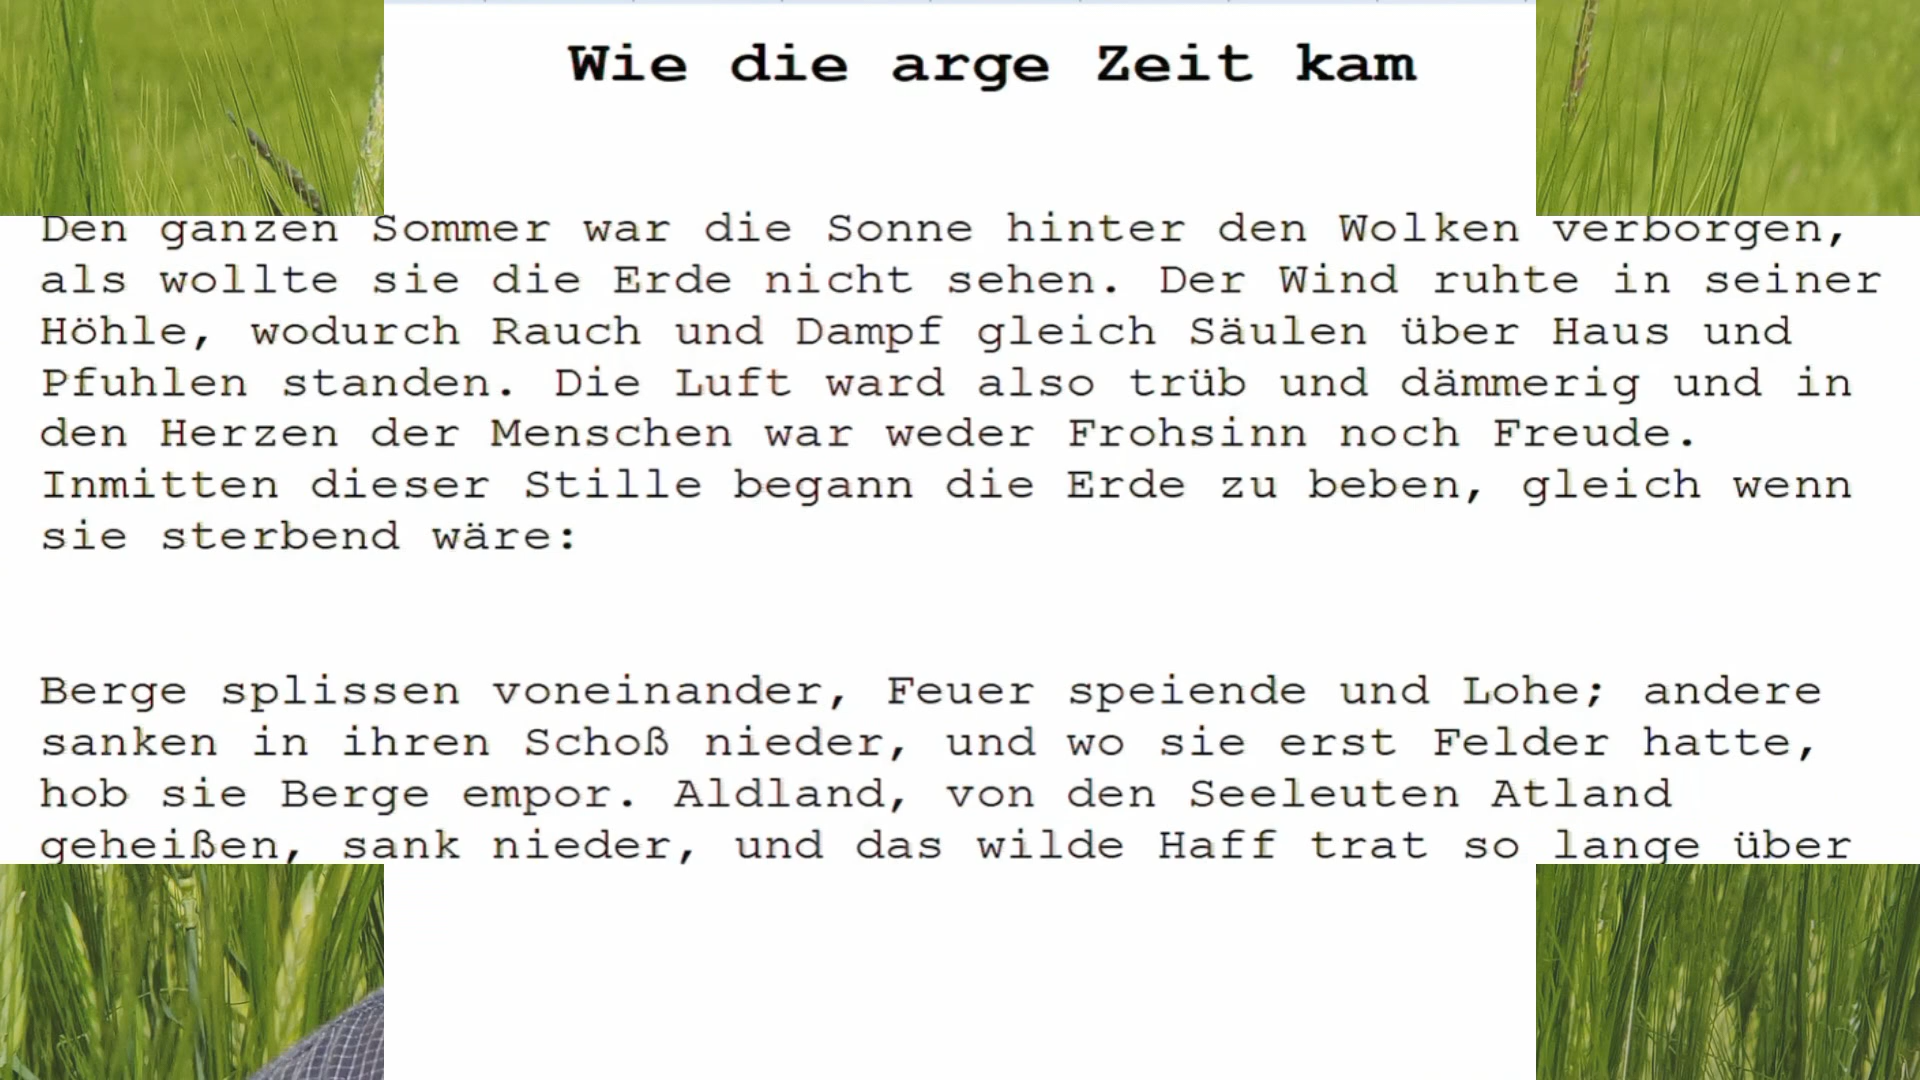 Wie die arge Zeit kam
Den ganzen Sommer war die Sonne hinter den Wolken verborgen,
als wollte sie die Erde nicht sehen. Der Wind ruhte in seiner
Höhle, wodurch Rauch und Dampf gleich Säulen über Haus und
Pfuhlen standen. Die Luft ward also trüb und dämmerig und in
den Herzen der Menschen war weder Frohsinn noch Freude.
Inmitten dieser Stille begann die Erde zu beben, gleich wenn
sie sterbend wäre:
Berge splissen voneinander, Feuer speiende und Lohe; andere
sanken in ihren Schoß nieder, und wo sie erst Felder hatte,
hob sie Berge empor. Aldland, von den Seeleuten Atland
geheißen, sank nieder, und das wilde Haff trat so lange über